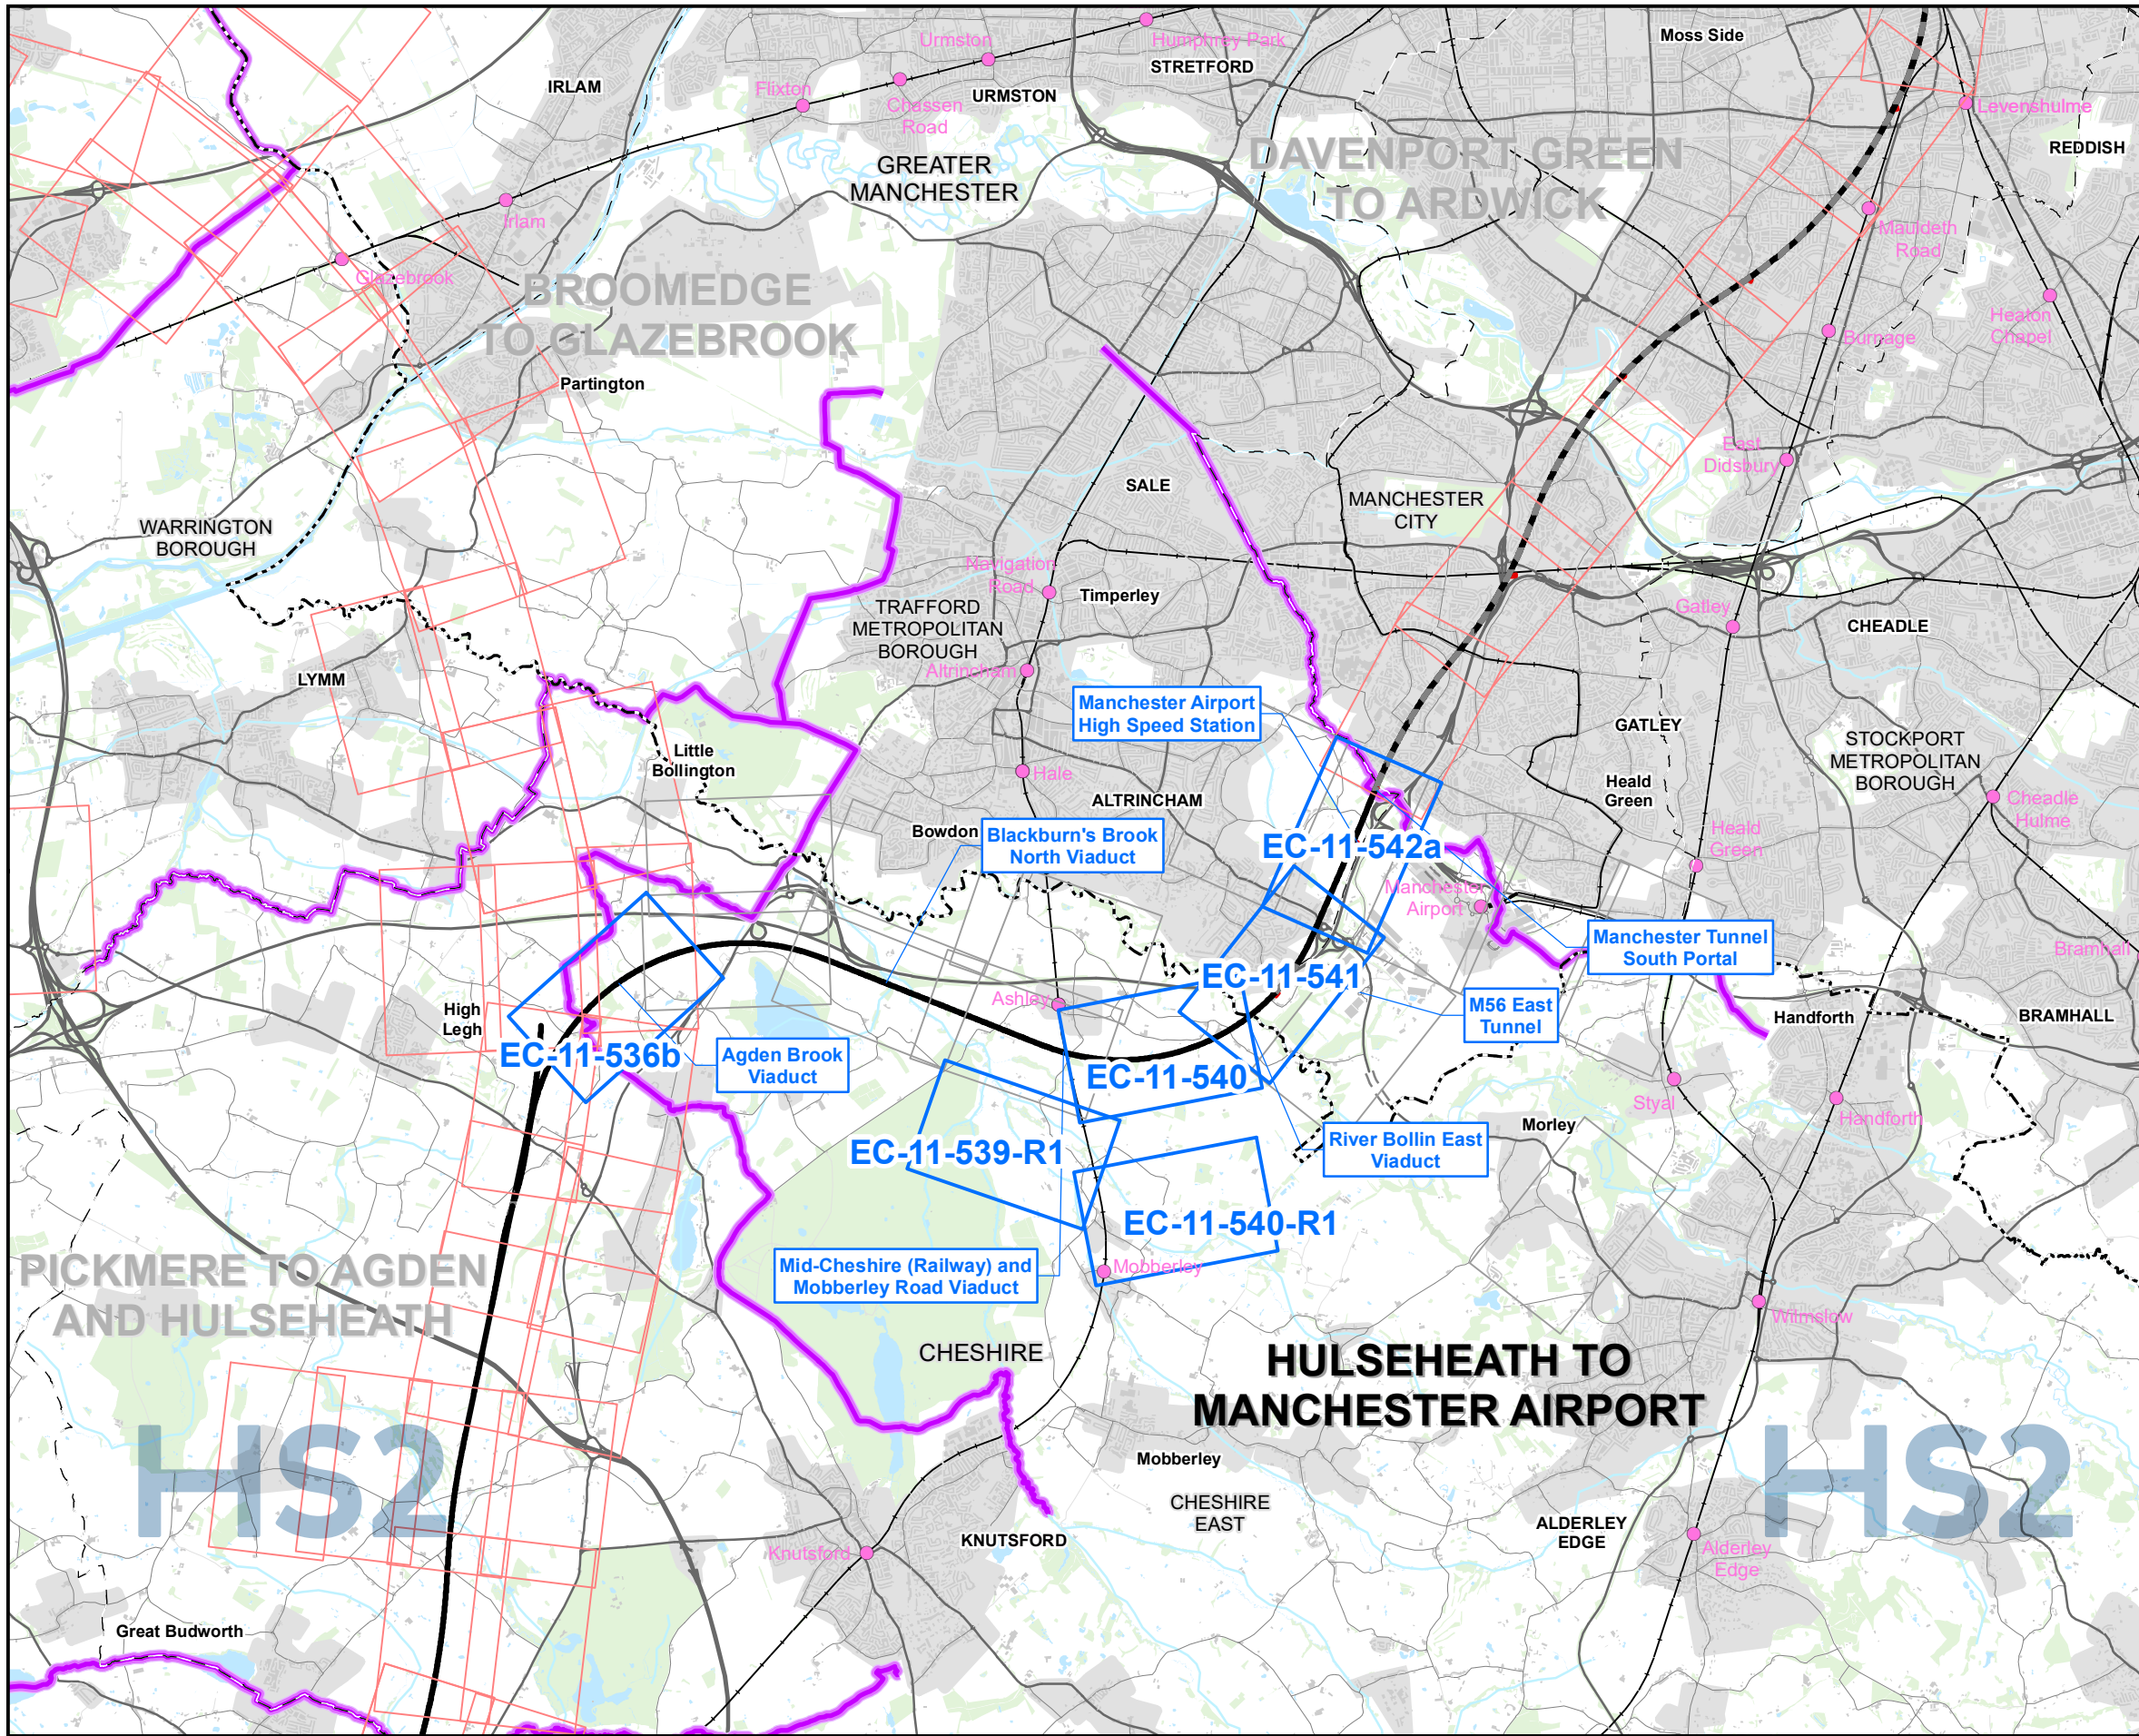 Moss Side
Urmston
Humphrey Park
STRETFORD
IRLAM
Flixton
Chassen
Road
URMSTON
Levenshulme
REDDISH
GREATER
MANCHESTER
DAVENPORT GREEN
TO ARDWICK
Irlam
Mauldeth
Road
Glazebrook
BROOMEDGE
TO GLAZEBROOK
Heaton
Chapel
Burnage
Partington
East
Didsbury
SALE
MANCHESTER
CITY
WARRINGTON
BOROUGH
Navigation
Road
Timperley
TRAFFORD
METROPOLITAN
BOROUGH
Gatley
CHEADLE
LYMM
Altrincham
Manchester Airport
High Speed Station
GATLEY
STOCKPORT
METROPOLITAN
BOROUGH
Little
Bollington
Hale
Heald
Green
ALTRINCHAM
Cheadle
Hulme
Bowdon
Blackburn's Brook
North Viaduct
EC-11-542a
Heald
Green
Manchester
Airport
Manchester Tunnel
South Portal
Bramhall
EC-11-541
Ashley
High
Legh
M56 East
Tunnel
Handforth
BRAMHALL
EC-11-536b
Agden Brook
Viaduct
EC-11-540
Styal
Handforth
EC-11-539-R1
River Bollin East
Viaduct
Morley
EC-11-540-R1
PICKMERE TO AGDEN
AND HULSEHEATH
Mid-Cheshire (Railway) and
Mobberley Road Viaduct
Mobberley
Wilmslow
CHESHIRE
HULSEHEATH TO
MANCHESTER AIRPORT
HS2
HS2
Mobberley
CHESHIRE
EAST
KNUTSFORD
Knutsford
ALDERLEY
EDGE
Alderley
Edge
Great Budworth